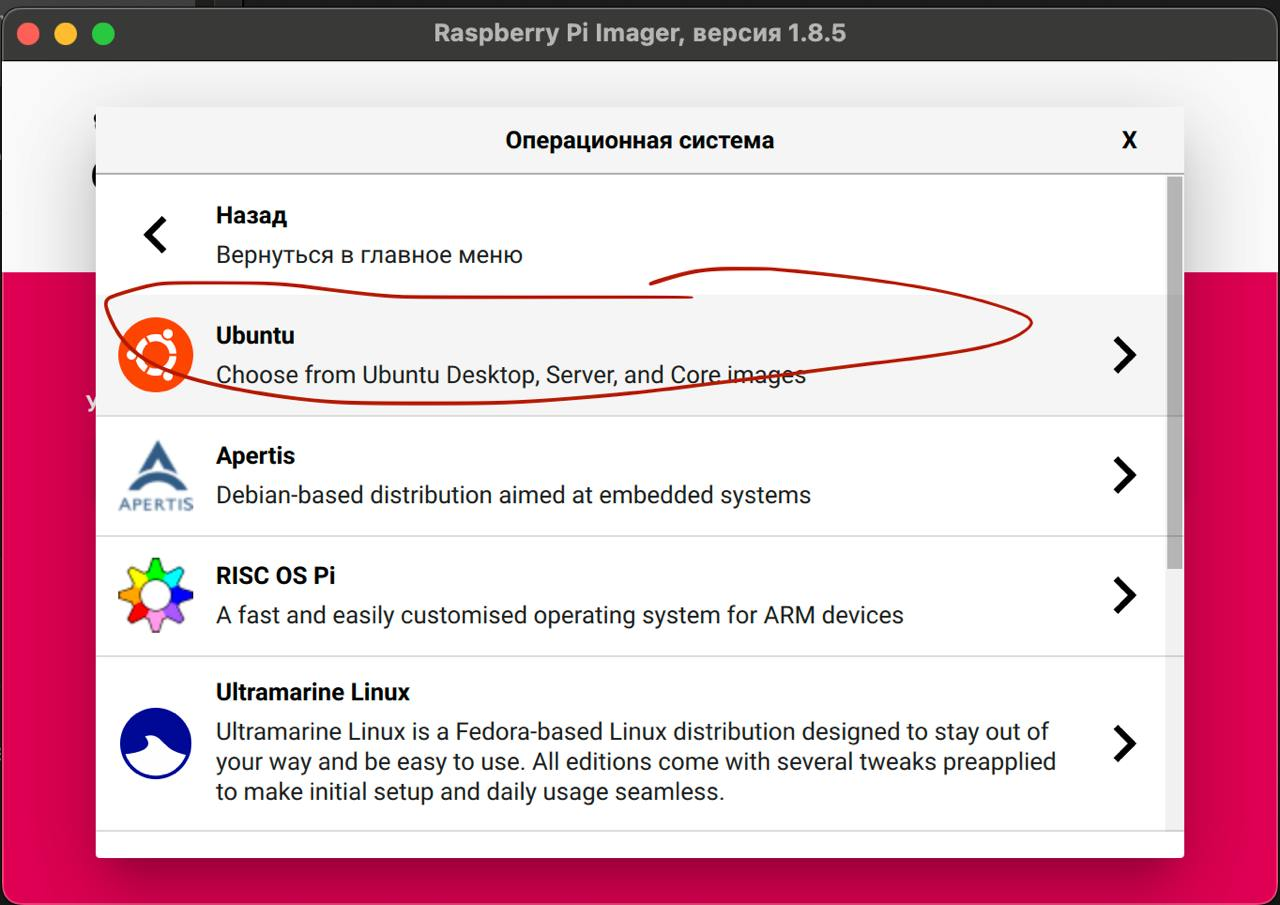 Raspberry Pi Imager, версия 1.8.5
Операционная система
X
Назад
Вернуться в главное меню
Ubuntu
Choose from Ubuntu Desktop, Server, and Core images
APERTIS
Apertis
Debian-based distribution aimed at embedded systems
RISC OS Pi
A fast and easily customised operating system for ARM devices
Ultramarine Linux
Ultramarine Linux is a Fedora-based Linux distribution designed to stay out of
your way and be easy to use. All editions come with several tweaks preapplied
to make initial setup and daily usage seamless.